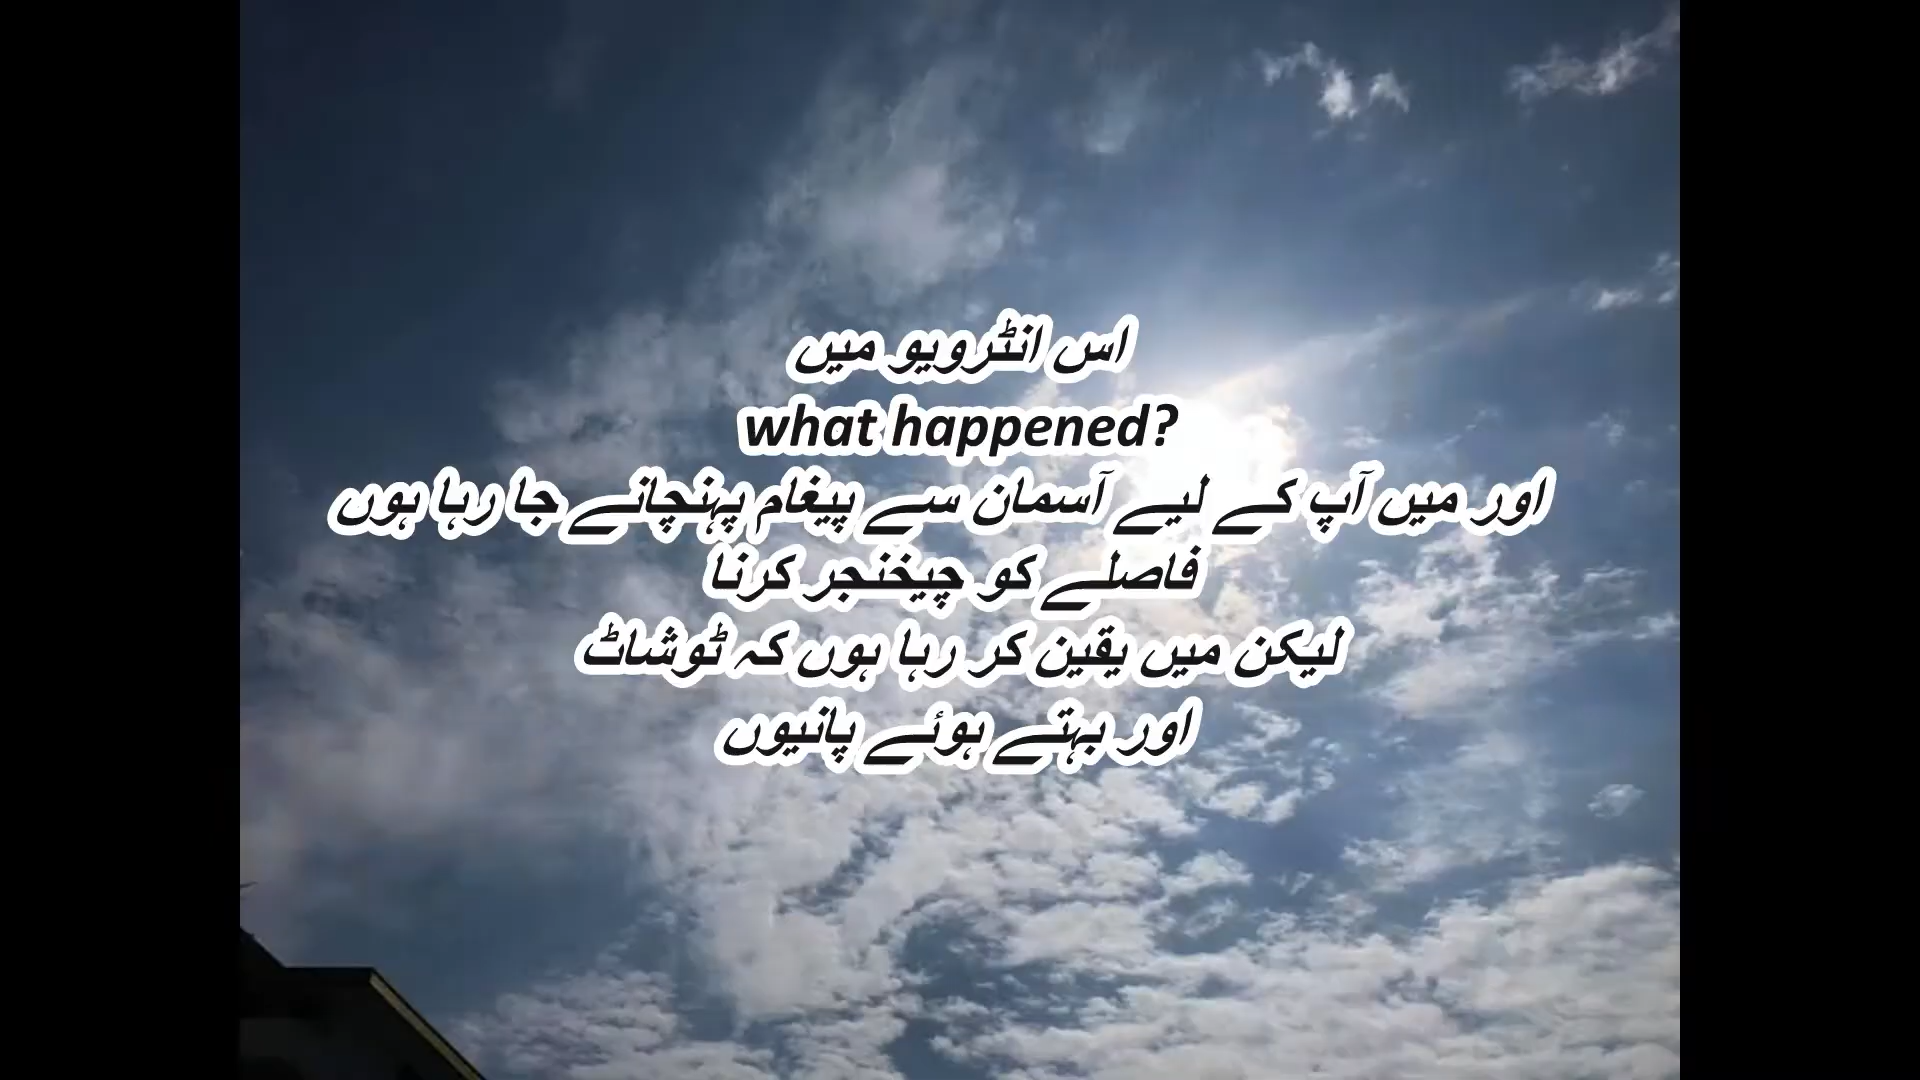 اس انٹرویو میں
what happened?
اور میں آپ کے لیے آسمان سے پیغام پہنچانے جا رہا ہوں
فاصلے کو چیخنجر کرنا
لیکن میں یقین کر رہا ہوں کہ ٹوشاٹ
اور بہتے ہوئے پانیوں